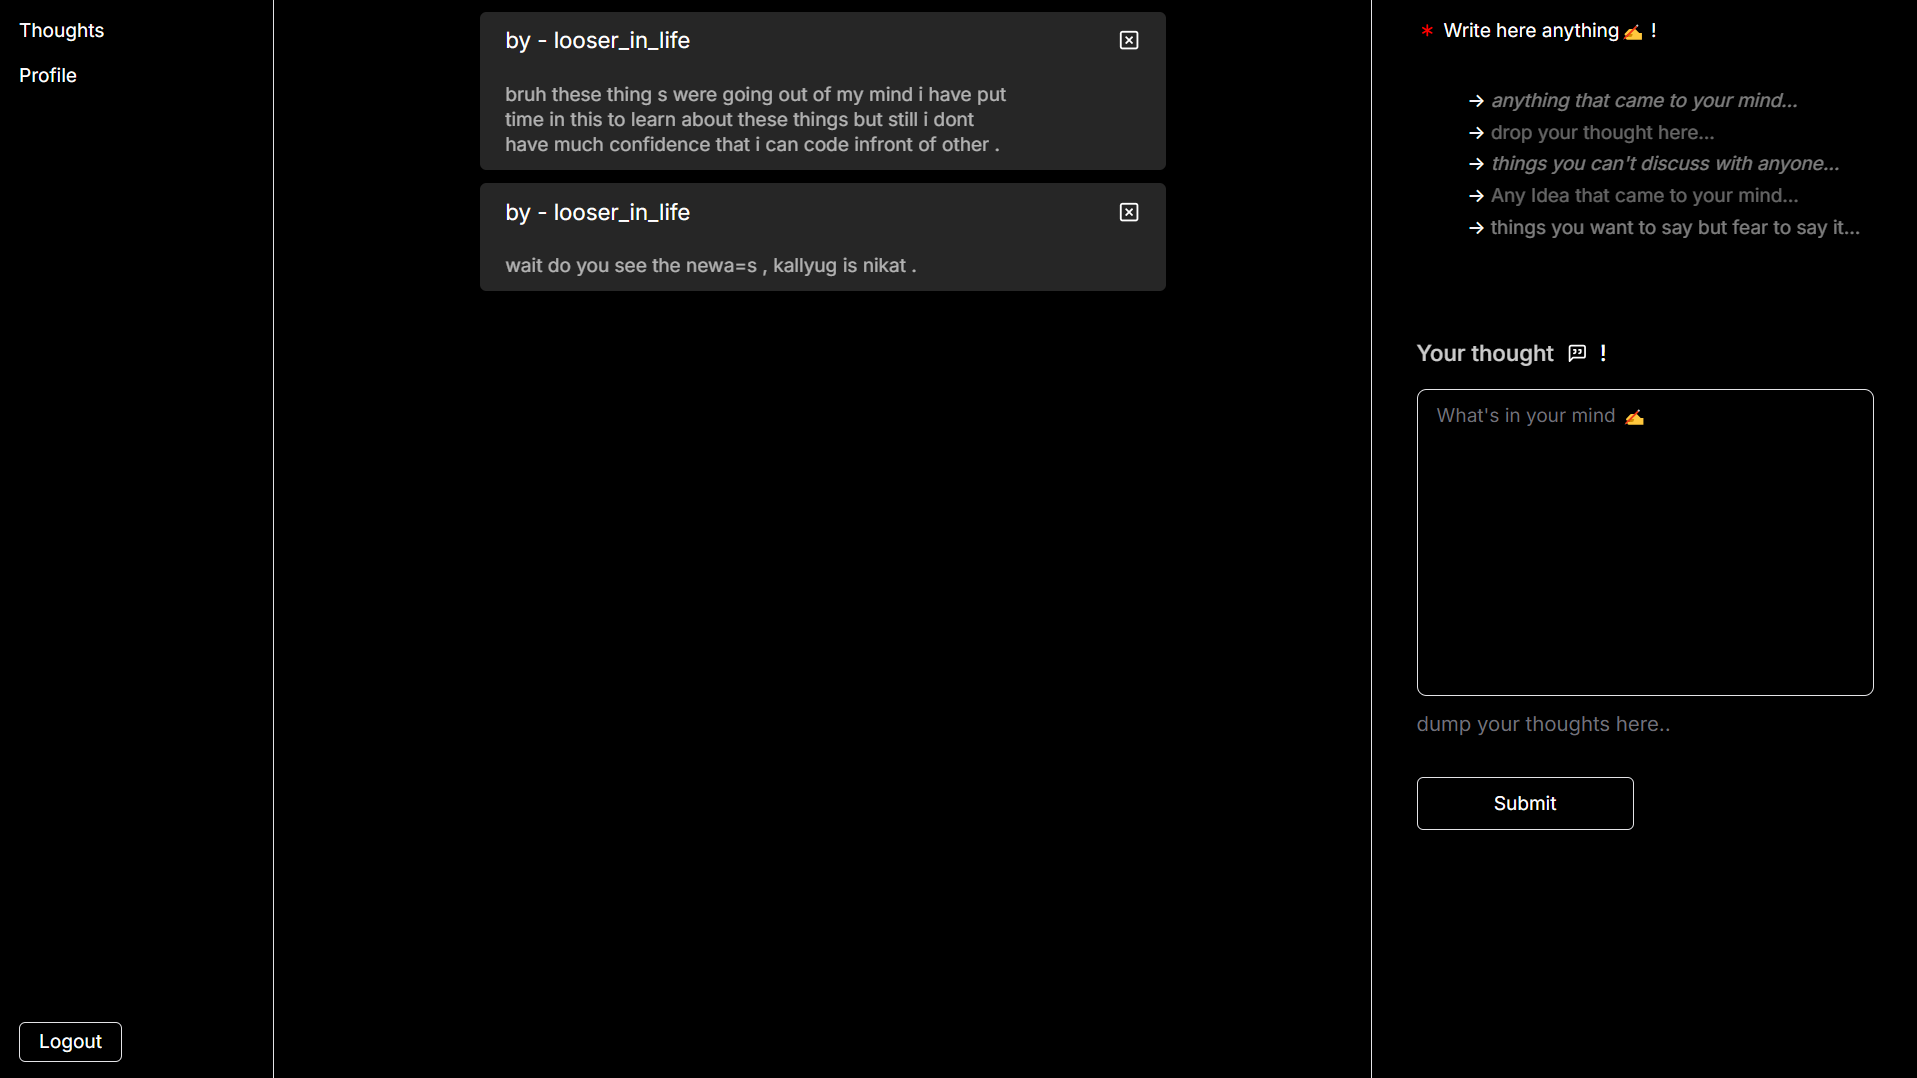 Thoughts
Profile
Logout
by - looser_in_life
bruh these thing s were going out of my mind i have put
time in this to learn about these things but still i dont
have much confidence that i can code infront of other .
by - looser_in_life
wait do you see the newa=s , kallyug is nikat .
* Write here anything✍️ !
→ anything that came to your mind...
→ drop your thought here...
→ things you can't discuss with anyone...
→ Any Idea that came to your mind...
→ things you want to say but fear to say it...
Your thought !
What's in your mind ✍️
dump your thoughts here..
Submit